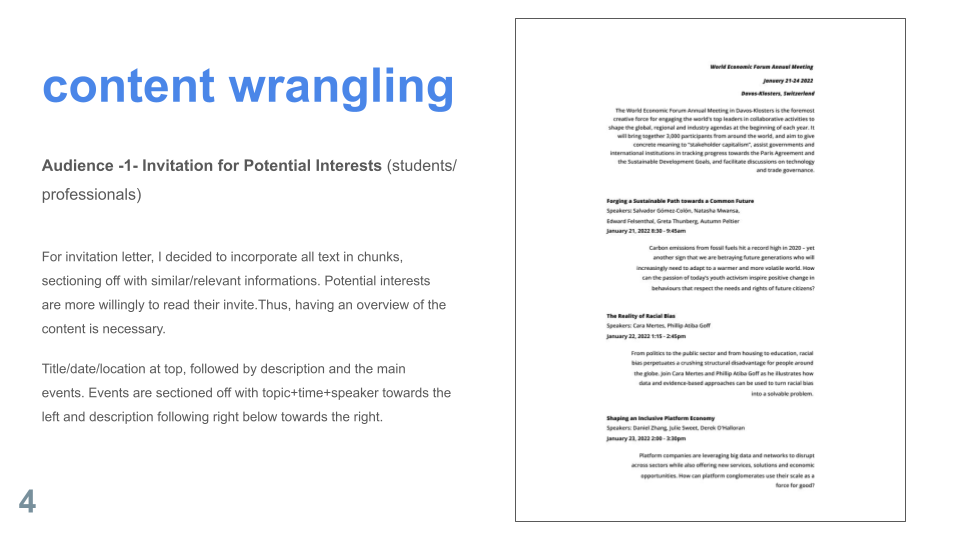 content wrangling
Audience -1- Invitation for Potential Interests (students/
professionals)
For invitation letter, I decided to incorporate all text in chunks,
sectioning off with similar/relevant informations. Potential interests
are more willingly to read their invite.Thus, having an overview of the
content is necessary.
Title/date/location at top, followed by description and the main
events. Events are sectioned off with topic+time+speaker towards the
left and description following right below towards the right.
4
World Economic Forum Annual Meeting
January 21-24 2022
Davos-Klosters, Switzerland
The World Economic Forum Annual Meeting in Davos-Klosters is the foremost
creative force for engaging the world's top leaders in collaborative activities to
shape the global, regional and industry agendas at the beginning of each year. It
will bring together 3,000 participants from around the world, and aim to give
concrete meaning to "stakeholder capitalism", assist governments and
international institutions in tracking progress towards the Paris Agreement and
the Sustainable Development Goals, and facilitate discussions on technology
and trade governance.
Forging a Sustainable Path towards a Common Future
Speakers: Salvador Gómez-Colón, Natasha Mwansa,
Edward Felsenthal, Greta Thunberg, Autumn Peltier
January 21, 2022 8:30 - 9:45am
Carbon emissions from fossil fuels hit a record high in 2020 – yet
another sign that we are betraying future generations who will
increasingly need to adapt to a warmer and more volatile world. How
can the passion of today's youth activism inspire positive change in
behaviours that respect the needs and rights of future citizens?
The Reality of Racial Bias
Speakers: Cara Mertes, Phillip Atiba Goff
January 22, 2022 1:15 - 2:45pm
From politics to the public sector and from housing to education, racial
bias perpetuates a crushing structural disadvantage for people around
the globe. Join Cara Mertes and Phillip Atiba Goff as he illustrates how
data and evidence-based approaches can be used to turn racial bias
into a solvable problem.
Shaping an Inclusive Platform Economy
Speakers: Daniel Zhang, Julie Sweet, Derek O'Halloran
January 23, 2022 2:00 - 3:30pm
Platform companies are leveraging big data and networks to disrupt
across sectors while also offering new services, solutions and economic
opportunities. How can platform conglomerates use their scale as a
force for good?